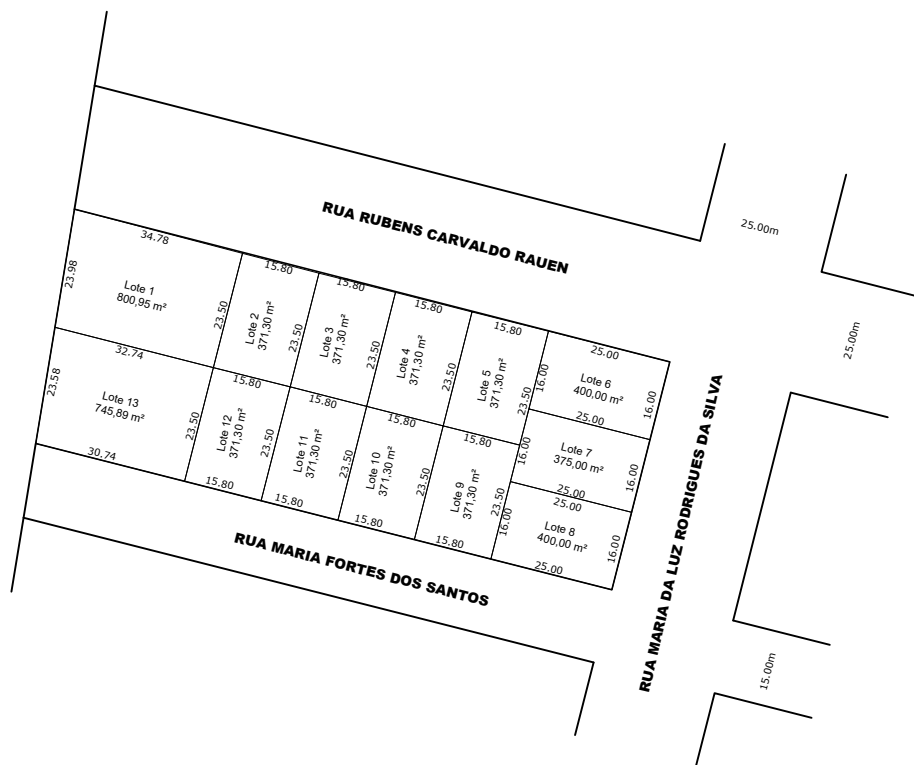 25.00m
RUA RUBENS CARVALDO RAUEN
25.00m
34.78
15.80
15.80
15.80
15.80
25.00
23.98
Lote 1
800,95 m²
23.50
Lote 2
371,30 m²
23.50
Lote 3
371,30 m²
23.50
Lote 4
371,30 m²
23.50
Lote 5
371,30 m²
23.50
16.00
Lote 6
400,00 m²
16.00
25.00
32.74
15.80
15.80
15.80
15.80
16.00
Lote 7
375,00 m²
16.00
25.00
25.00
23.58
Lote 13
745,89 m²
23.50
Lote 12
371,30 m²
23.50
Lote 11
371,30 m²
23.50
Lote 10
371,30 m²
23.50
Lote 9
371,30 m²
23.50
16.00
Lote 8
400,00 m²
16.00
30.74
15.80
15.80
15.80
15.80
25.00
RUA MARIA FORTES DOS SANTOS
RUA MARIA DA LUZ RODRIGUES DA SILVA
15.00m